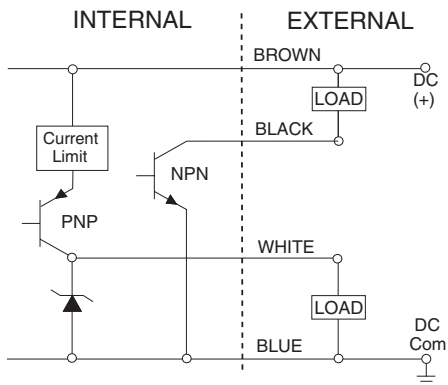 INTERNAL
EXTERNAL
BROWN
DC
(+)
LOAD
BLACK
Current
Limit
NPN
PNP
WHITE
LOAD
DC
Com
BLUE